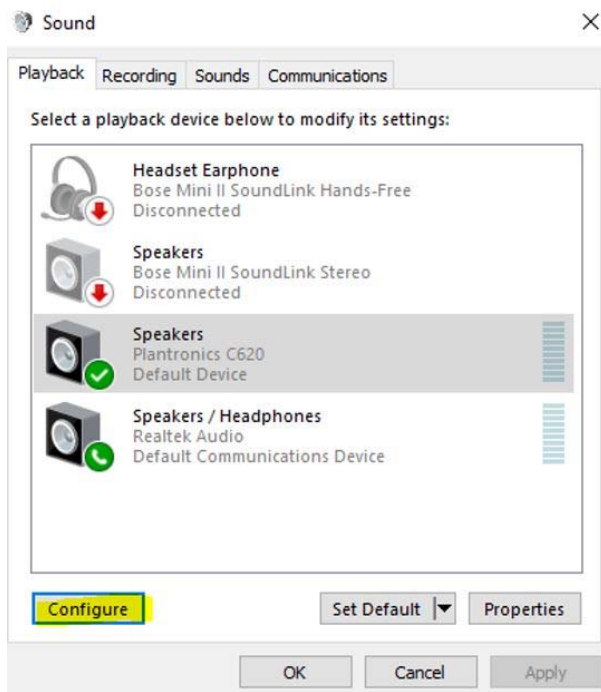 Sound
Playback Recording Sounds Communications
Select a playback device below to modify its settings:
Headset Earphone
Bose Mini II SoundLink Hands-Free
Disconnected
Speakers
Bose Mini II SoundLink Stereo
Disconnected
Speakers
Plantronics C620
Default Device
Speakers / Headphones
Realtek Audio
Default Communications Device
Configure Set Default Properties
OK Cancel Apply